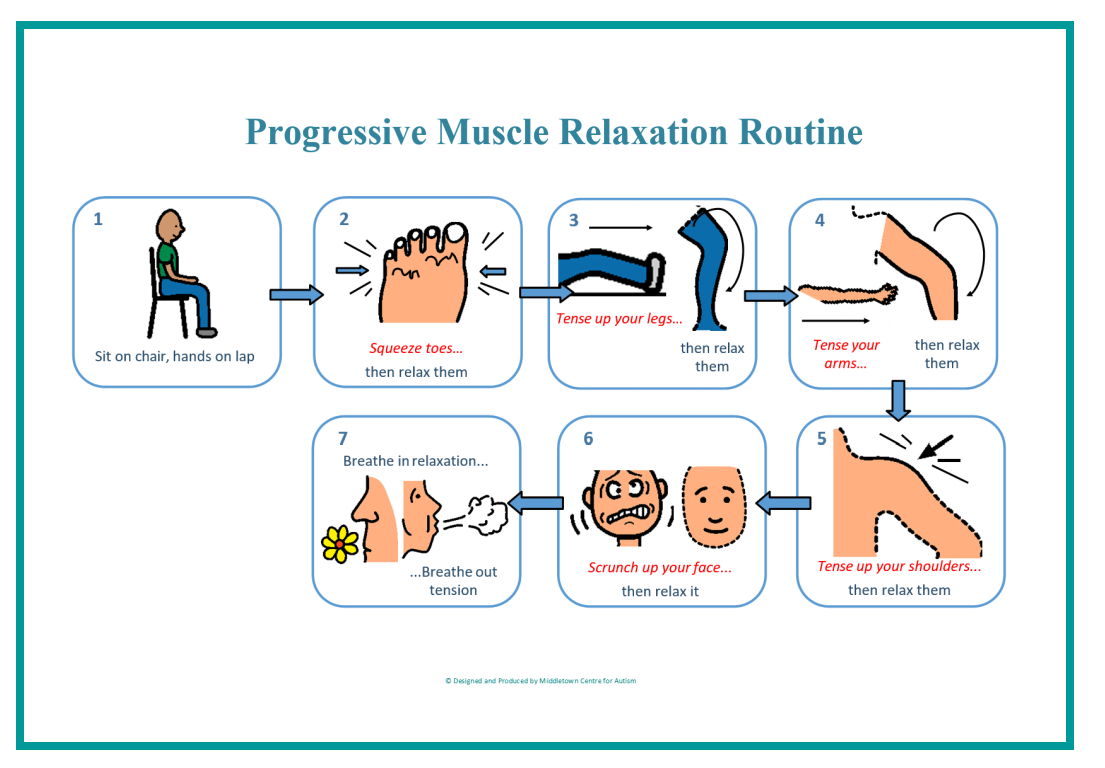 Progressive Muscle Relaxation Routine
1
Sit on chair, hands on lap
2
Squeeze toes...
then relax them
3
Tense up your legs...
then relax
them
4
Tense your
arms...
then relax
them
5
Tense up your shoulders...
then relax them
6
Scrunch up your face...
then relax it
7
Breathe in relaxation...
...Breathe out
tension
© Designed and Produced by Middletown Centre for Autism